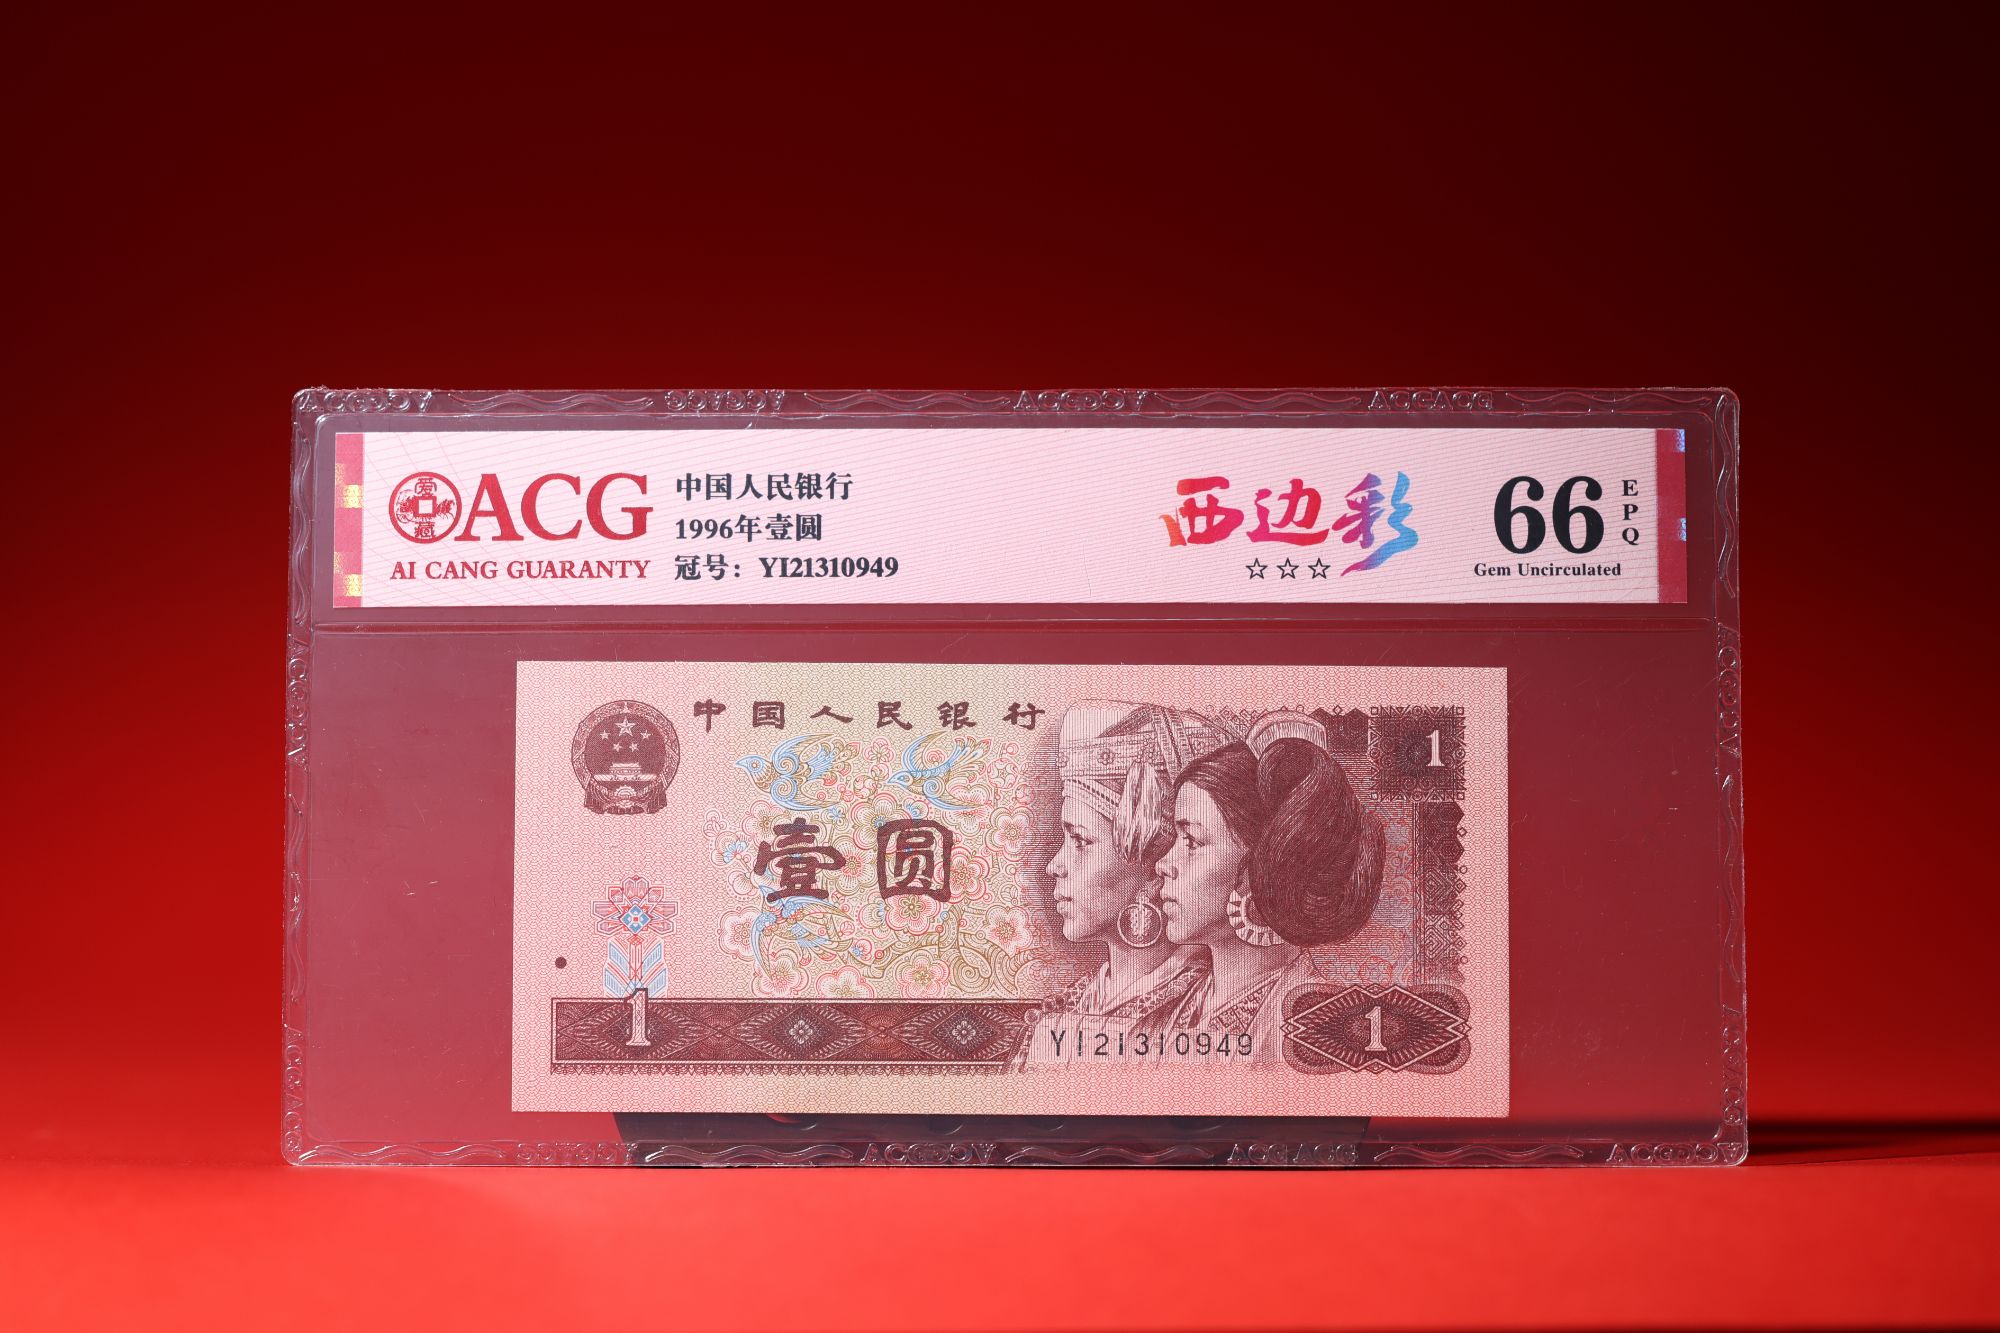 爱藏
ACG
AI CANG GUARANTY
中国人民银行
1996年壹圆
冠号：YI21310949
西边彩
☆☆☆
66
EPQ
Gem Uncirculated
中国人民银行
1
壹圆
1
YI21310949
1